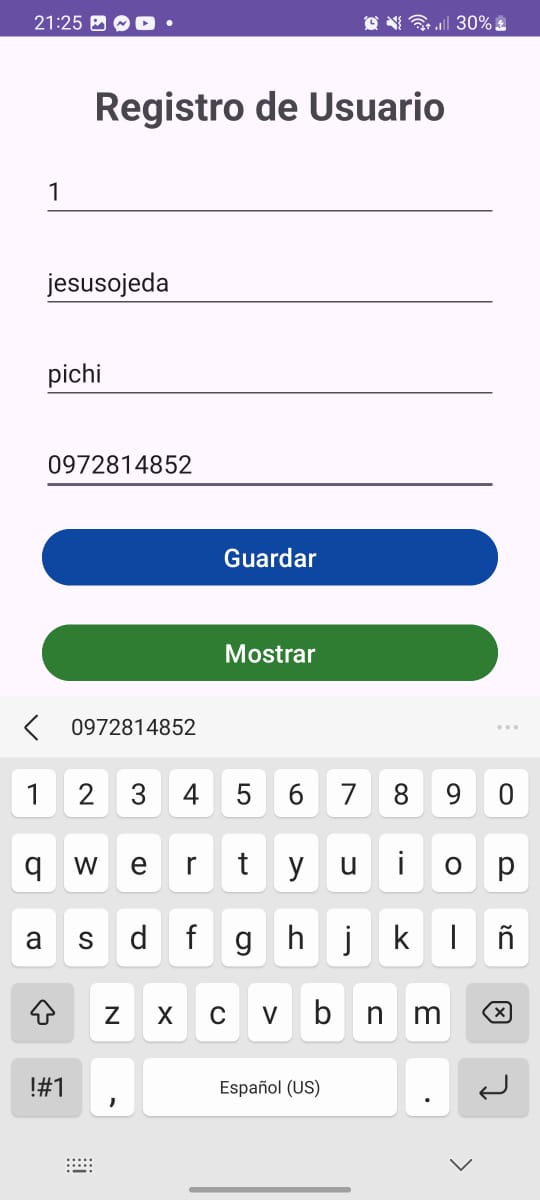 21:25 30%
Registro de Usuario
1
jesusojeda
pichi
0972814852
Guardar
Mostrar
0972814852
1 2 3 4 5 6 7 8 9 0
q w e r t y u i o p
a s d f g h j k l ñ
z x c v b n m
!#1 , Español (US) .